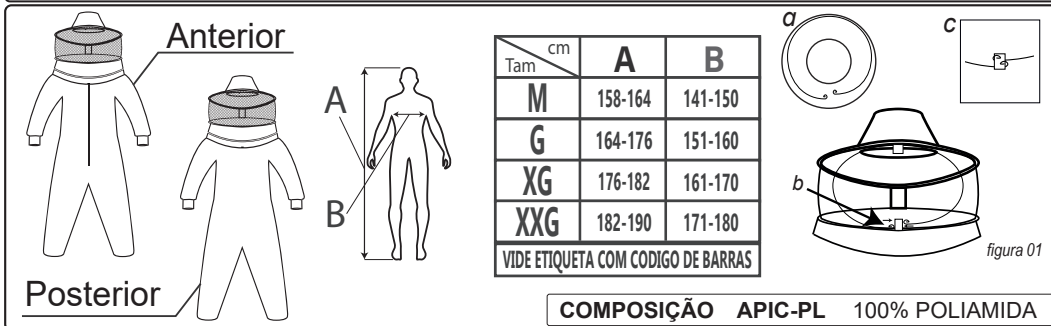 Anterior
Posterior
A
B
cm
Tam
A
B
M 158-164 141-150
G 164-176 151-160
XG 176-182 161-170
XXG 182-190 171-180
VIDE ETIQUETA COM CODIGO DE BARRAS
a
c
b
figura 01
COMPOSIÇÃO APIC-PL 100% POLIAMIDA